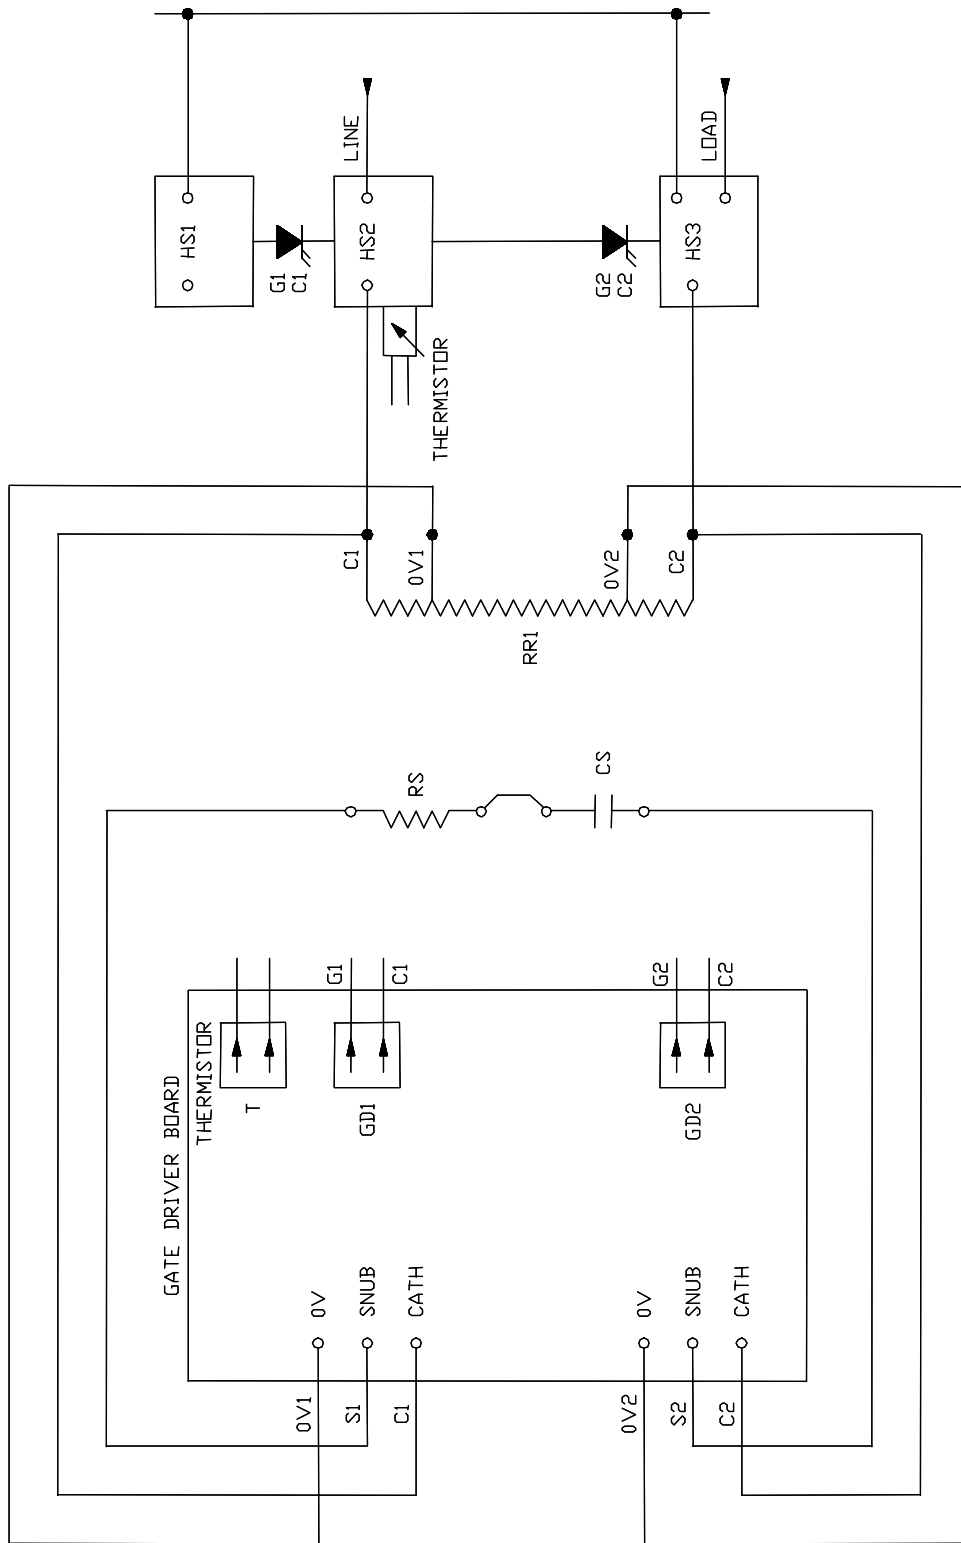 LINE
LOAD
HS1
HS2
HS3
G1
C1
G2
C2
THERMISTOR
C1
0V1
0V2
C2
RR1
RS
CS
G1
C1
G2
C2
GATE DRIVER BOARD
THERMISTOR
T
GD1
GD2
0V
SNUB
CATH
0V
SNUB
CATH
0V1
S1
C1
0V2
S2
C2